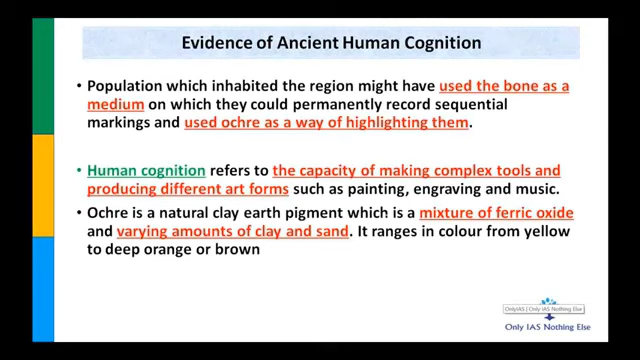 Evidence of Ancient Human Cognition
• Population which inhabited the region might have used the bone as a
medium on which they could permanently record sequential
markings and used ochre as a way of highlighting them.
• Human cognition refers to the capacity of making complex tools and
producing different art forms such as painting, engraving and music.
• Ochre is a natural clay earth pigment which is a mixture of ferric oxide
and varying amounts of clay and sand. It ranges in colour from yellow
to deep orange or brown
OnlyIAS | Only IAS Nothing Else
Only IAS Nothing Else